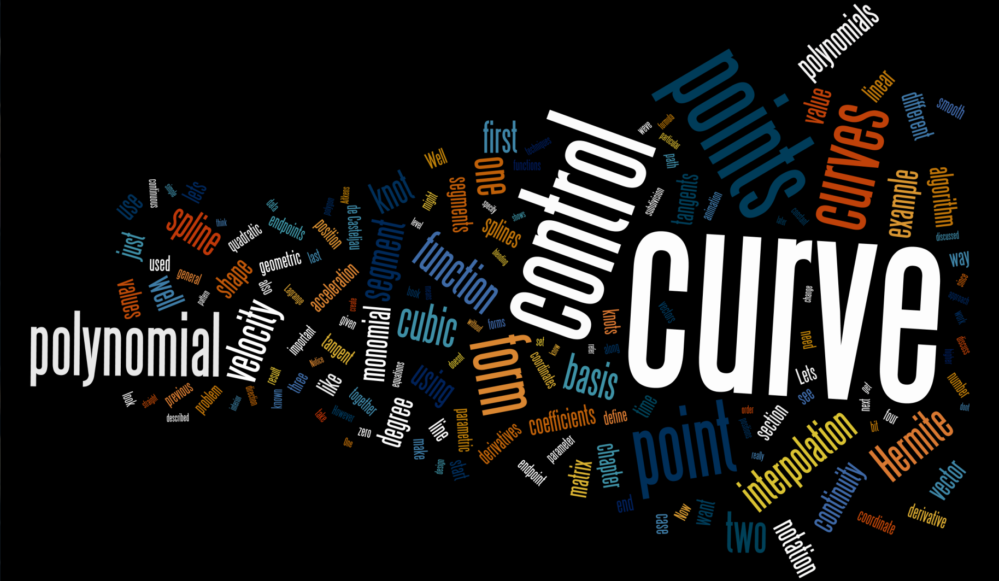 polynomials
linear
value
different
smooth
points
curves
weve
formula
particular
path
control
first
techniques
functions
one
Well
segments
knot
might
specify
shows
splines
level
blending
subdivision
tangents
animation
later
constant
example
algorithm
discussed
way
since
approach
work
discuss
higher
number
dont
continuous
simple
lets
use
spline
think
just
used
general
values
well
pattern
shape
quadratic
data
endpoints
position
polygon
Aitkens
de Casteljau
geometric
last
also
Lagrange
acceleration
segment
function
book
means
create
given
monomial
cubic
without
forms
polynomial
velocity
important
tangent
Notice
result
three
like
known
direction
interior
problem
previous
straight
look
described
together
However
take
One
zero
degree
equations
using
doesnt
form
set
know
coordinates
refer
knots
along
basis
vectors
curve
change
need
Lets
see
next
get
four
bit
time
define
coefficients
parametric
line
make
design
start
derivatives
parameter
endpoint
matrix
chapter
point
order
positions
section
really
interpolation
Hermite
continuity
vector
end
case
Now
want
two
notation
coordinate
derivative